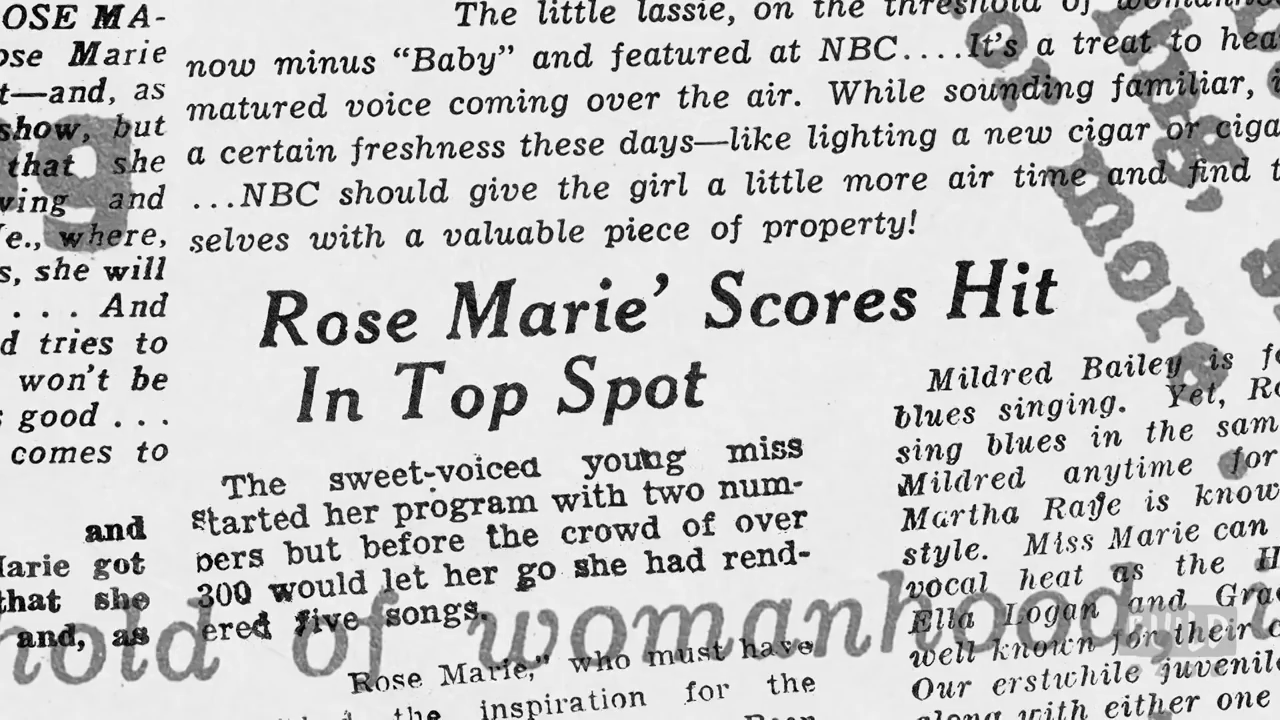 OSE MA-
ose Marie
t—and, as
show, but
that she
ving and
where,
s, she will
. . . . And
d tries to
won't be
s good . . .
comes to
and
Marie got
that she
and, as
The little lassie, on the threshold of womanhood
now minus "Baby" and featured at NBC....It's a treat to hea
matured voice coming over the air. While sounding familiar, i
a certain freshness these days—like lighting a new cigar or ciga
...NBC should give the girl a little more air time and find t
selves with a valuable piece of property!
Rose Marie' Scores Hit
In Top Spot
The sweet-voiced young miss
started her program with two num-
bers but before the crowd of over
300 would let her go she had rend-
ered five songs.
Rose Marie," who must have
the inspiration for the
Mildred Bailey is fo
blues singing. Yet, Ro
sing blues in the sam
Mildred anytime for
Martha Raye is know
style. Miss Marie can
vocal heat as the H
Ella Logan and Grac
well known for their c
Our erstwhile juvenile
along with either one
hold of womanhood,